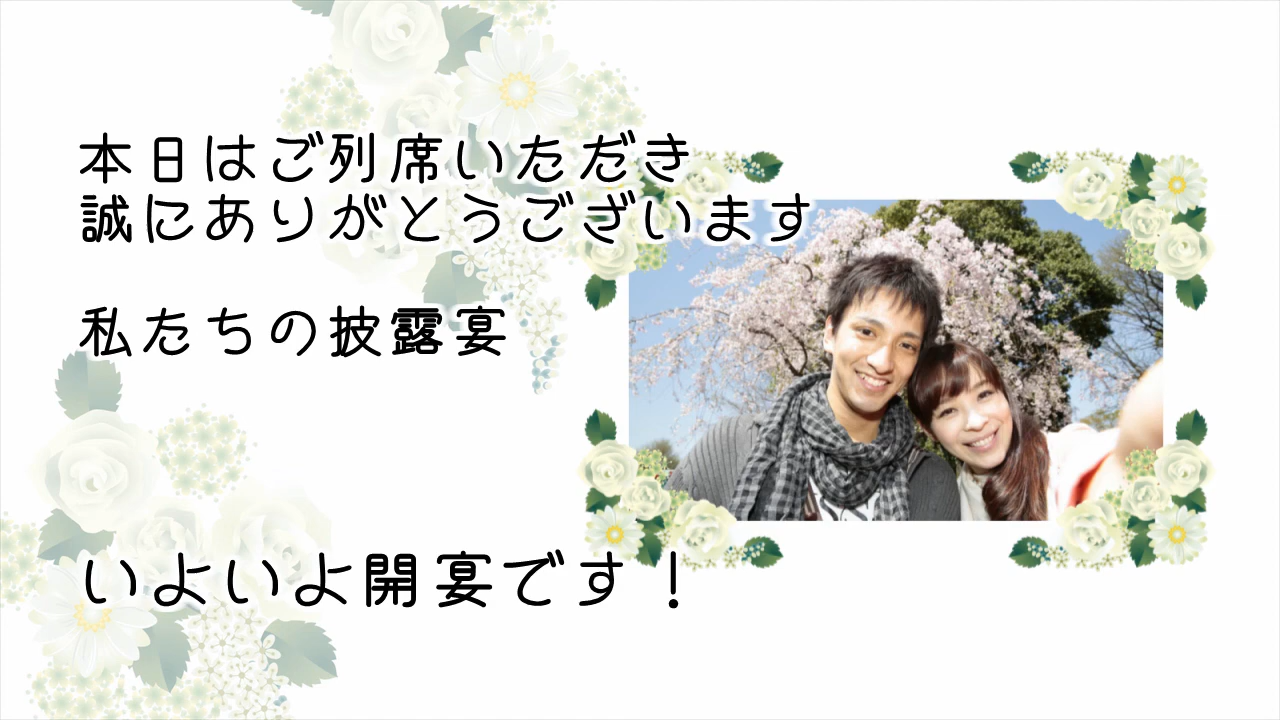 本日はご列席いただき
誠にありがとうございます
私たちの披露宴
いよいよ開宴です！